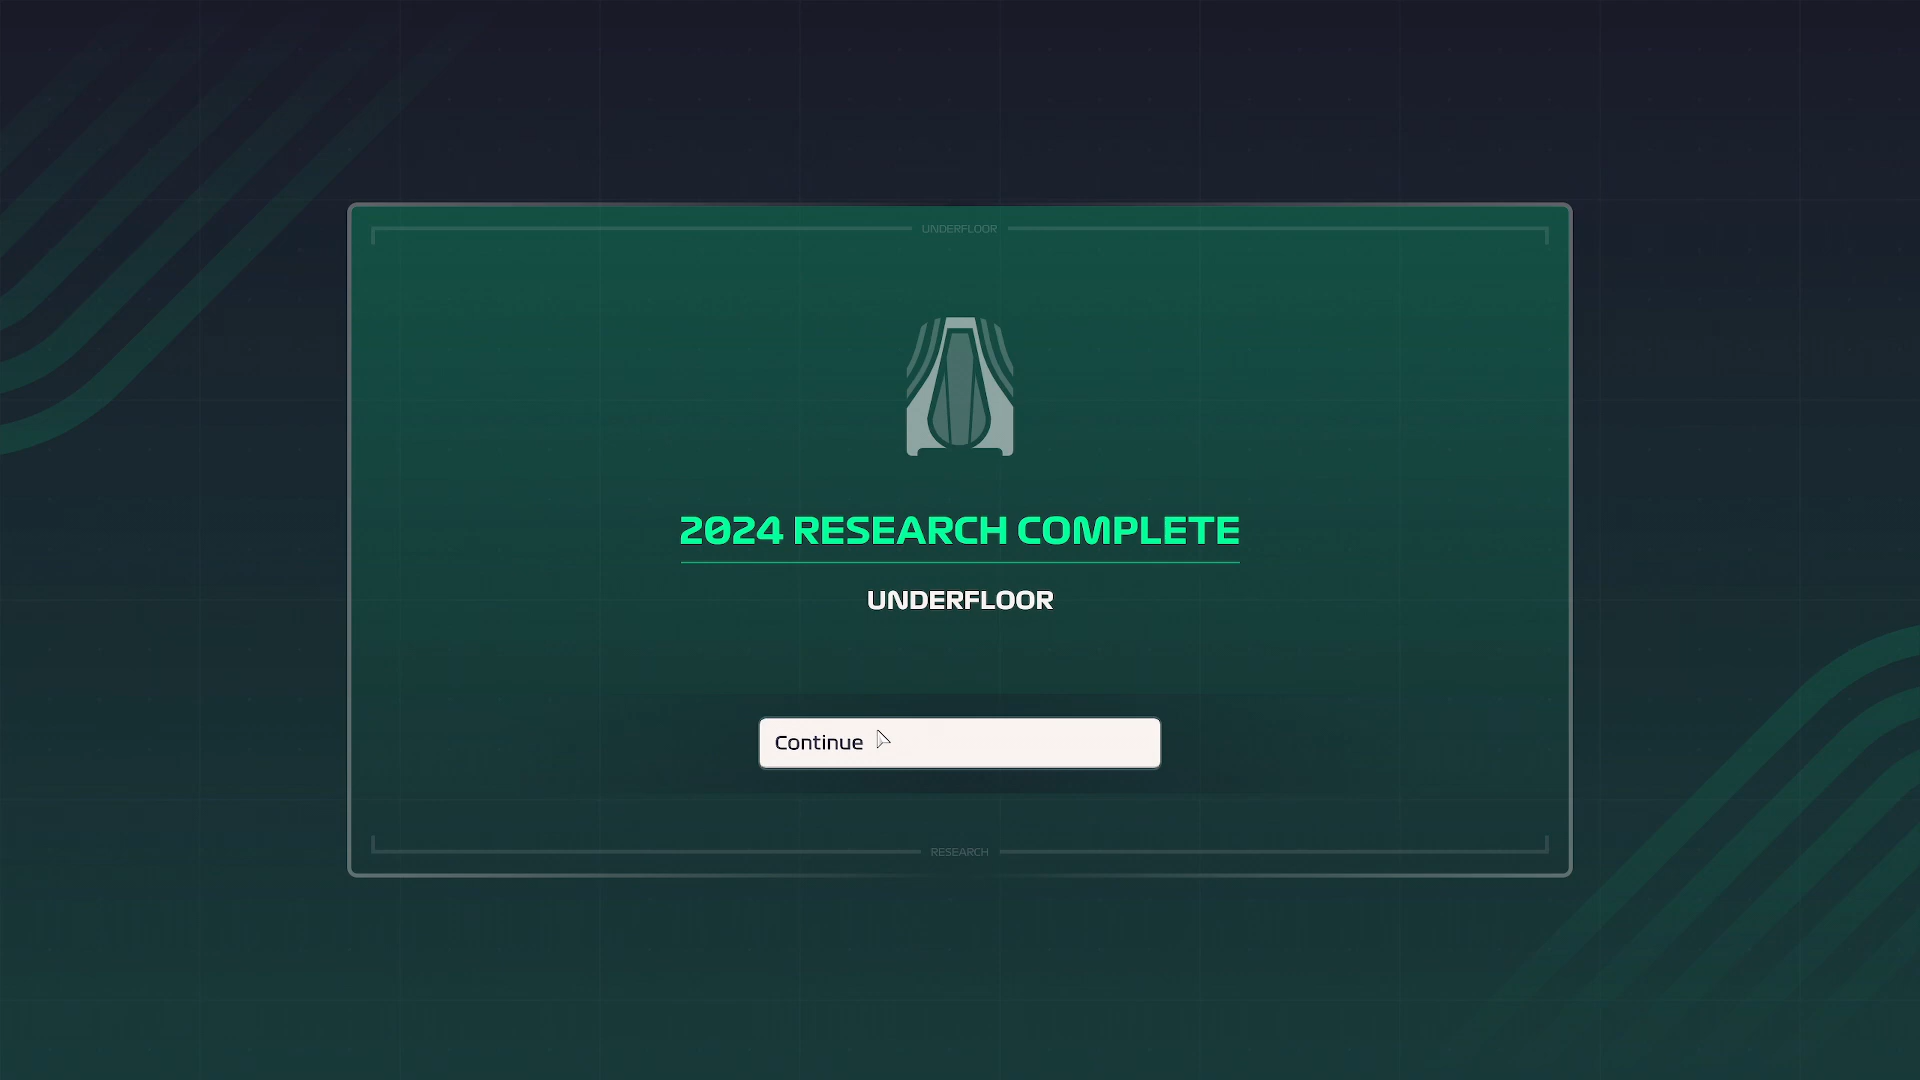 UNDERFLOOR
2024 RESEARCH COMPLETE
UNDERFLOOR
Continue
RESEARCH